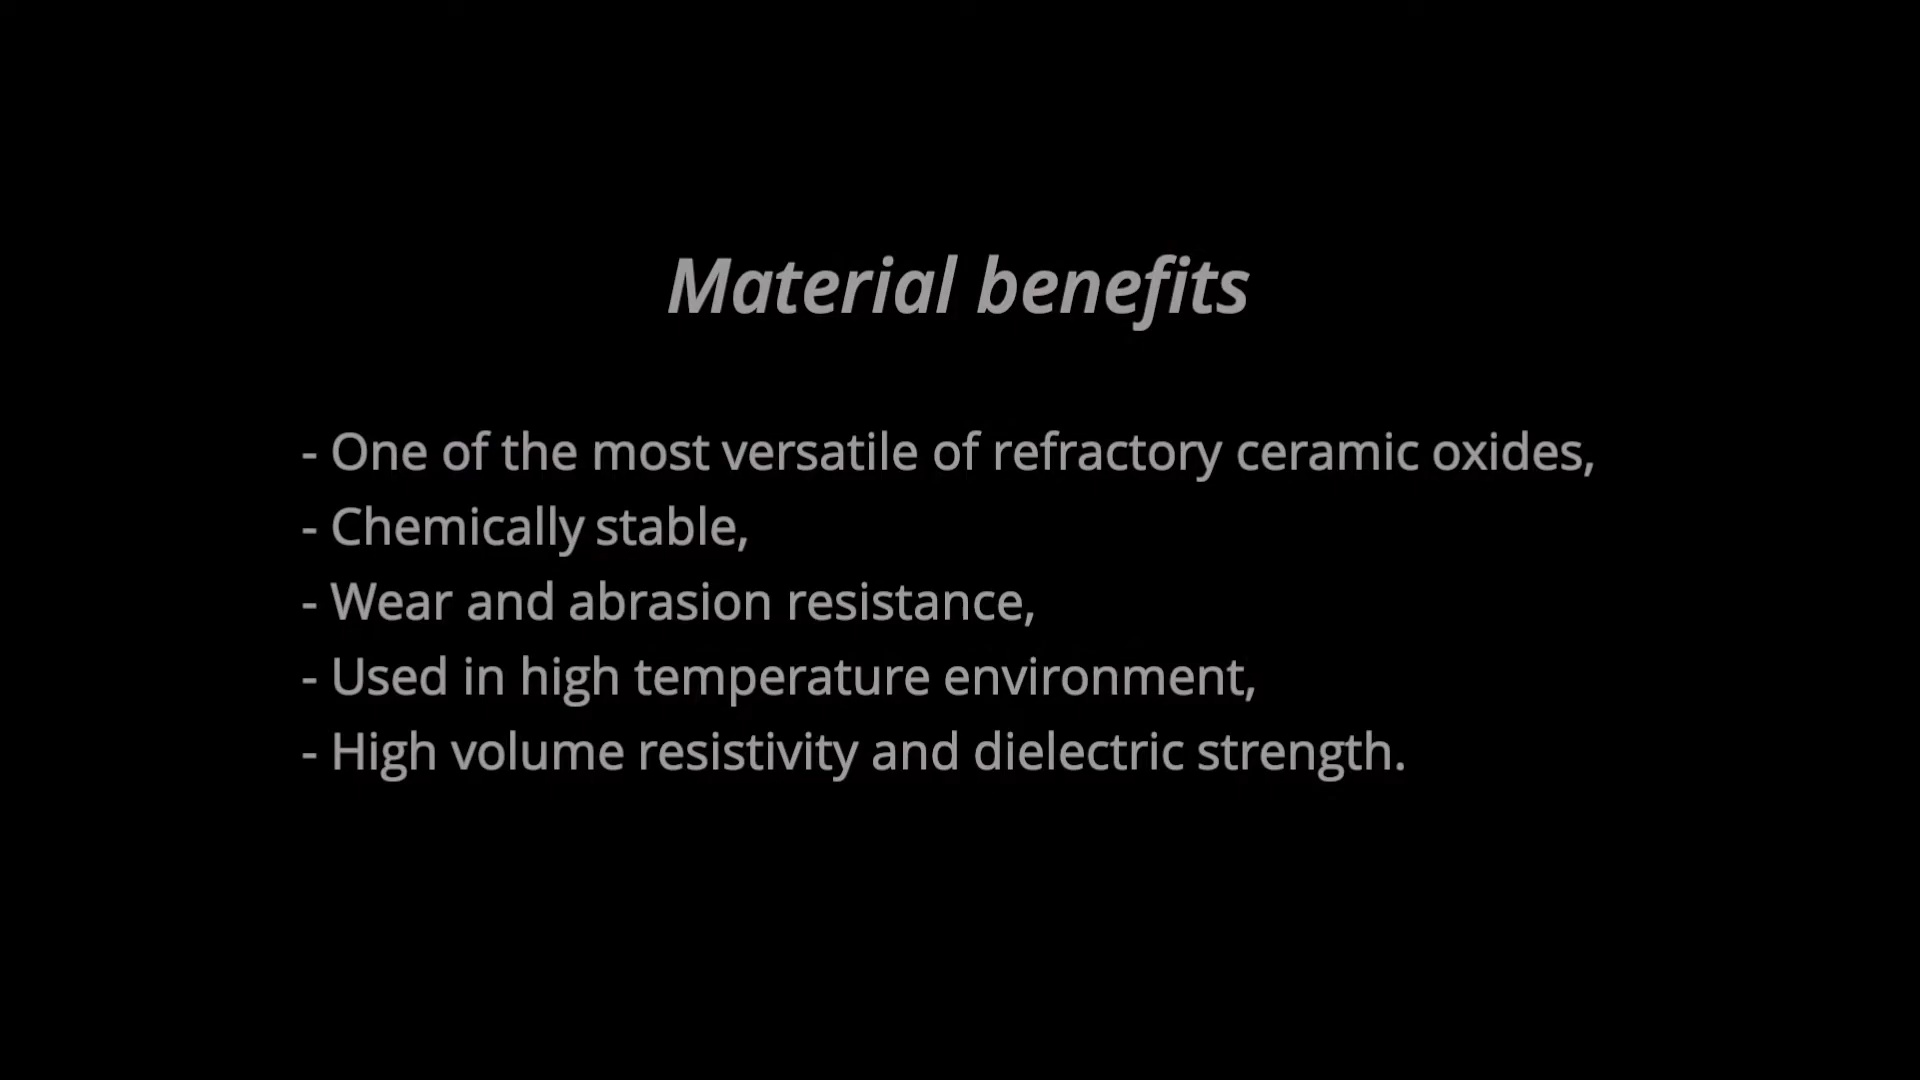 Material benefits
- One of the most versatile of refractory ceramic oxides,
- Chemically stable,
- Wear and abrasion resistance,
- Used in high temperature environment,
- High volume resistivity and dielectric strength.